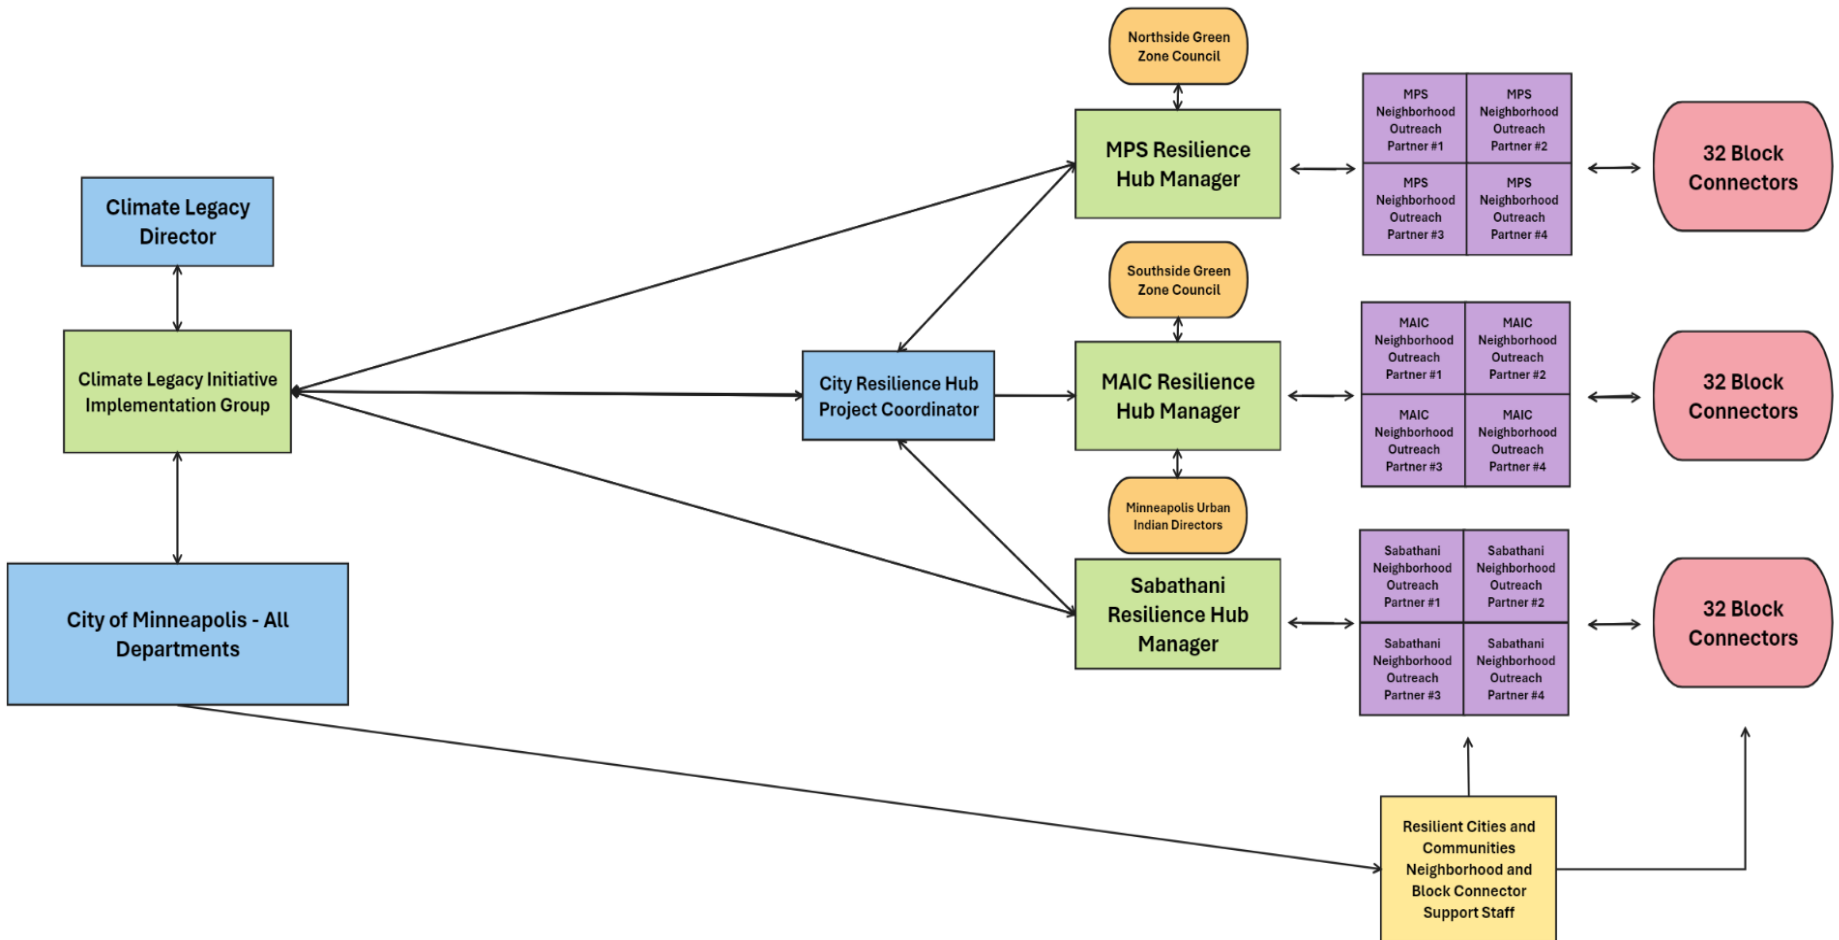 Northside Green
Zone Council
MPS Resilience
Hub Manager
MPS
Neighborhood
Outreach
Partner #1
MPS
Neighborhood
Outreach
Partner #2
MPS
Neighborhood
Outreach
Partner #3
MPS
Neighborhood
Outreach
Partner #4
32 Block
Connectors
Climate Legacy
Director
Climate Legacy Initiative
Implementation Group
City of Minneapolis - All
Departments
City Resilience Hub
Project Coordinator
Southside Green
Zone Council
MAIC Resilience
Hub Manager
Minneapolis Urban
Indian Directors
MAIC
Neighborhood
Outreach
Partner #1
MAIC
Neighborhood
Outreach
Partner #2
MAIC
Neighborhood
Outreach
Partner #3
MAIC
Neighborhood
Outreach
Partner #4
32 Block
Connectors
Sabathani
Resilience Hub
Manager
Sabathani
Neighborhood
Outreach
Partner #1
Sabathani
Neighborhood
Outreach
Partner #2
Sabathani
Neighborhood
Outreach
Partner #3
Sabathani
Neighborhood
Outreach
Partner #4
32 Block
Connectors
Resilient Cities and
Communities
Neighborhood and
Block Connector
Support Staff